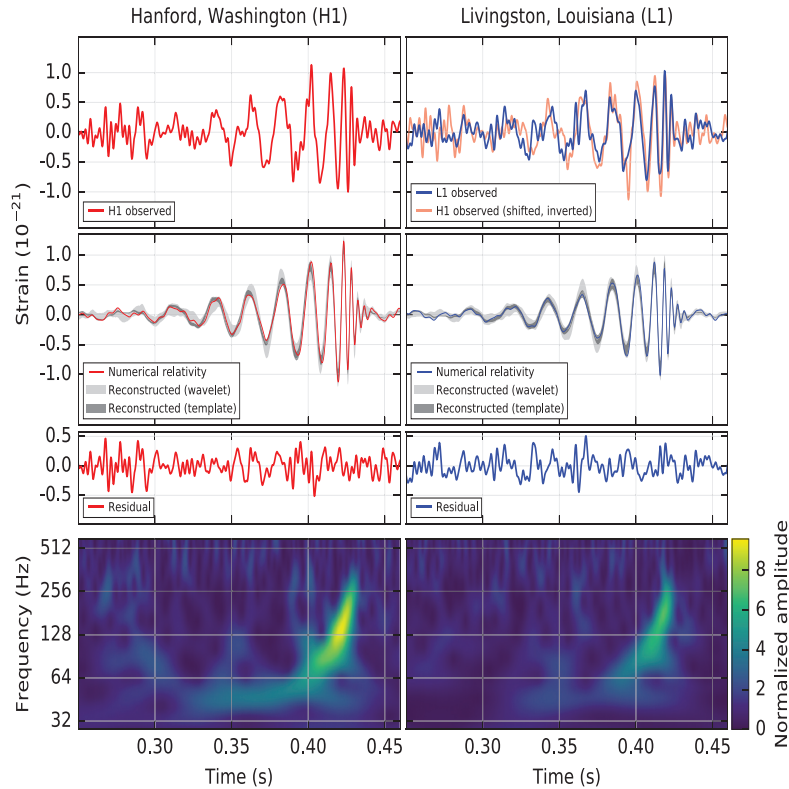 Hanford, Washington (H1)
Livingston, Louisiana (L1)
Strain (10⁻²¹)
1.0
0.5
0.0
-0.5
-1.0
H1 observed
L1 observed
H1 observed (shifted, inverted)
1.0
0.5
0.0
-0.5
-1.0
Numerical relativity
Reconstructed (wavelet)
Reconstructed (template)
Numerical relativity
Reconstructed (wavelet)
Reconstructed (template)
0.5
0.0
-0.5
Residual
Residual
Frequency (Hz)
512
256
128
64
32
0.30 0.35 0.40 0.45
Time (s)
0.30 0.35 0.40 0.45
Time (s)
8
6
4
2
0
Normalized amplitude